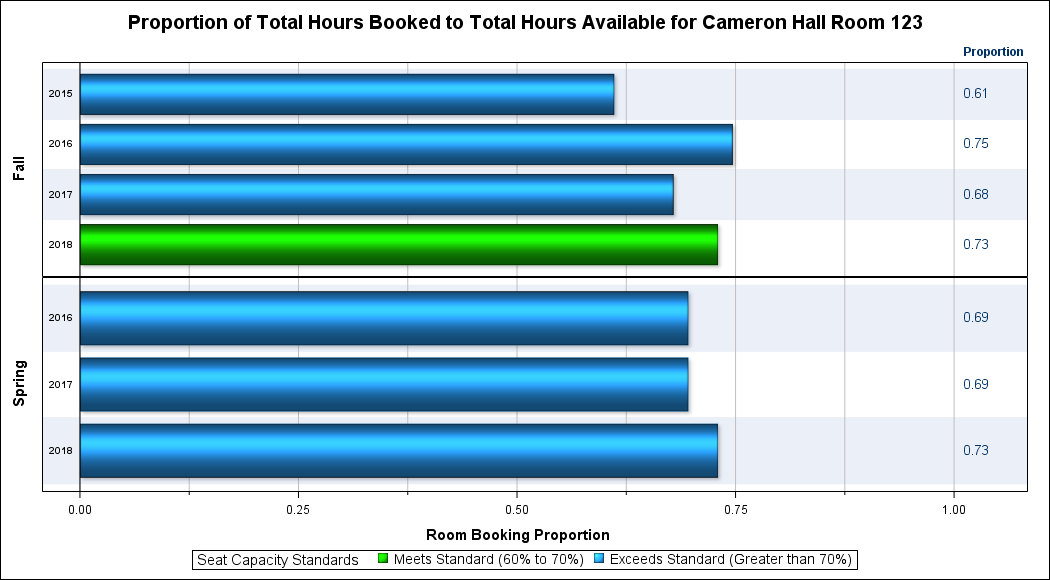 Proportion of Total Hours Booked to Total Hours Available for Cameron Hall Room 123
Proportion
Fall
2015 0.61
2016 0.75
2017 0.68
2018 0.73
Spring
2016 0.69
2017 0.69
2018 0.73
0.00 0.25 0.50 0.75 1.00
Room Booking Proportion
Seat Capacity Standards Meets Standard (60% to 70%) Exceeds Standard (Greater than 70%)